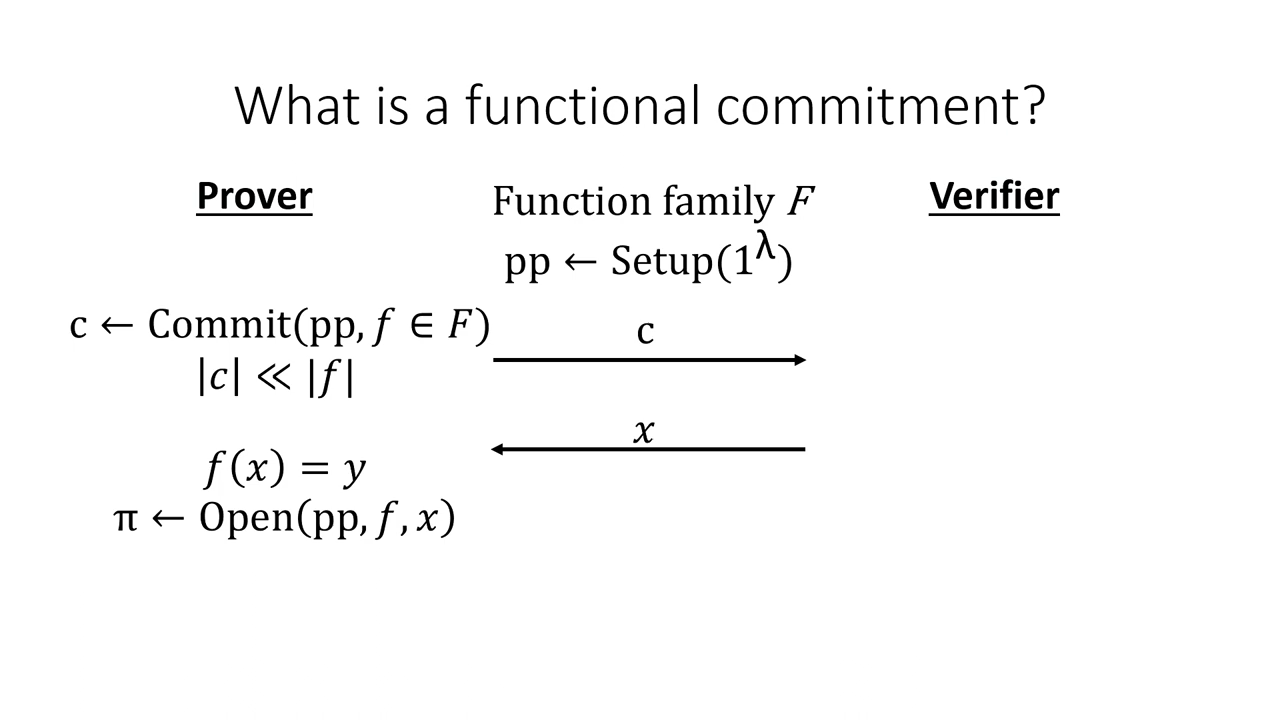 What is a functional commitment?
Prover
Function family F
Verifier
pp ← Setup(1^λ)
c ← Commit(pp, f ∈ F)
c
|c| ≪ |f|
x
f(x) = y
π ← Open(pp, f, x)